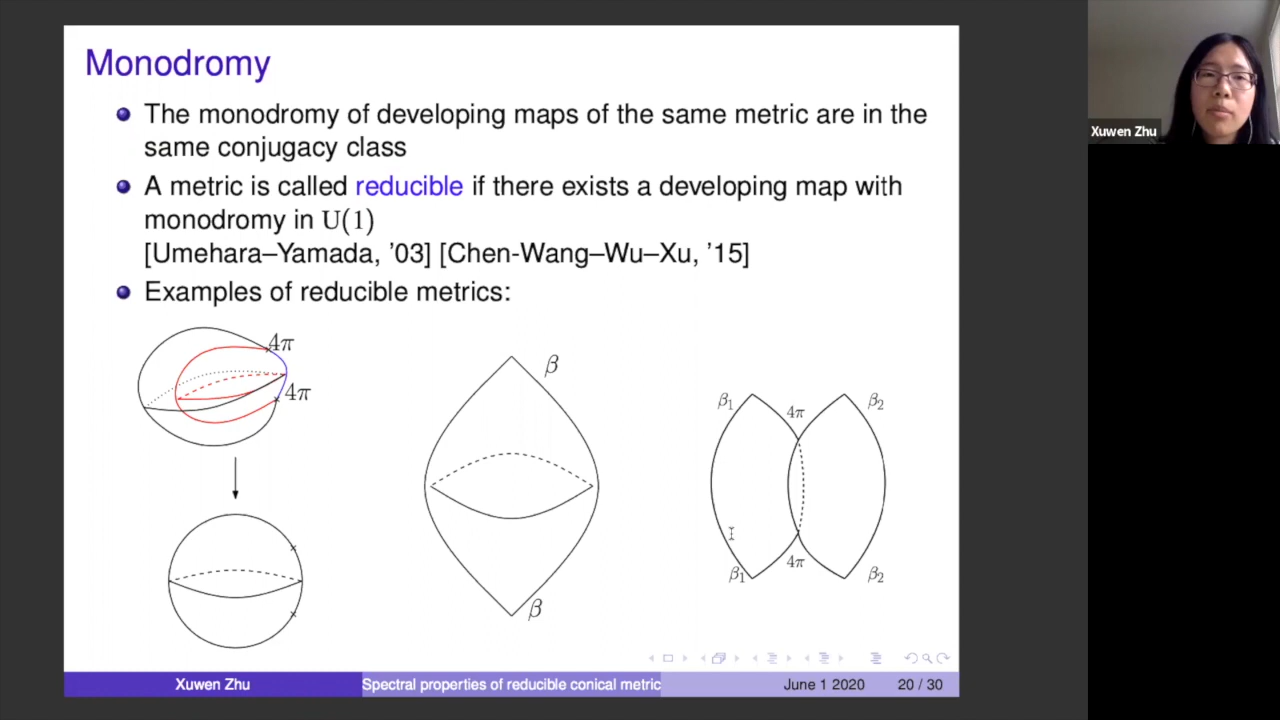 Monodromy
The monodromy of developing maps of the same metric are in the
same conjugacy class
A metric is called reducible if there exists a developing map with
monodromy in U(1)
[Umehara–Yamada, ’03] [Chen-Wang–Wu–Xu, ’15]
Examples of reducible metrics:
4π
4π
β
β
β₁
4π
β₂
β₁
4π
β₂
Xuwen Zhu
Spectral properties of reducible conical metric
June 1 2020
20 / 30
Xuwen Zhu